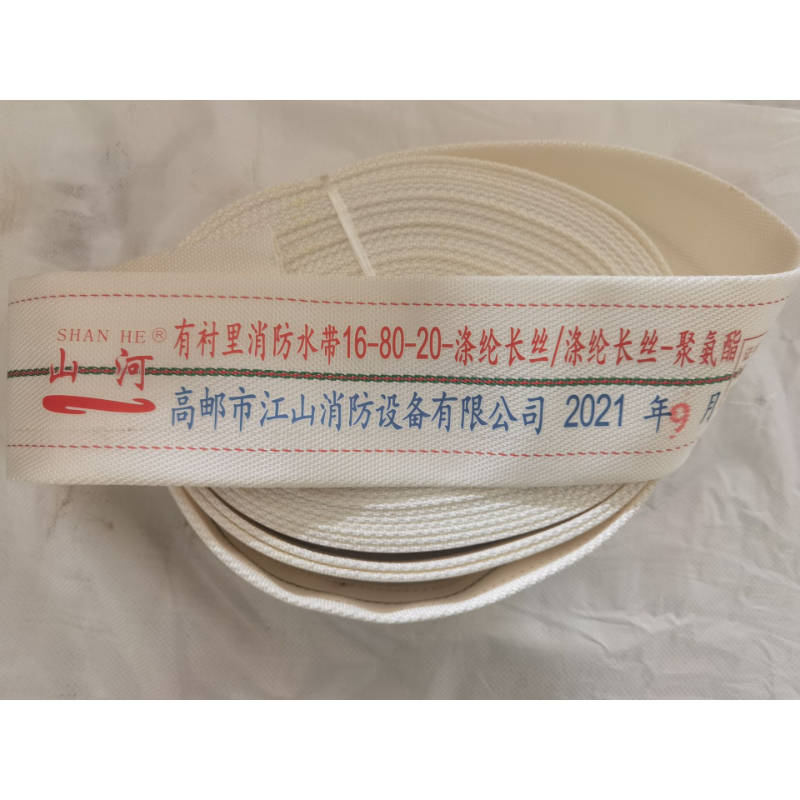 SHAN HE®
山河
有衬里消防水带16-80-20-涤纶长丝/涤纶长丝-聚氨酯
高邮市江山消防设备有限公司 2021 年9 月